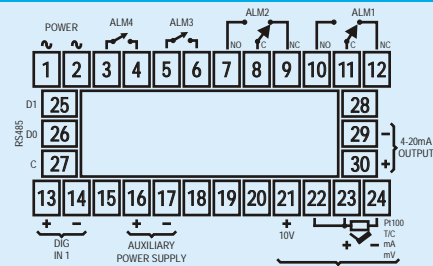 POWER ALM4 ALM3 ALM2 ALM1
NO C NC NO C NC
1 2 3 4 5 6 7 8 9 10 11 12
D1 25 28
RS485 D0 26 29 − 4-20mA
C 27 30 + OUTPUT
13 14 15 16 17 18 19 20 21 22 23 24
+ − + − + Pt100
DIG AUXILIARY 10V T/C
IN 1 POWER SUPPLY + − mA
mV